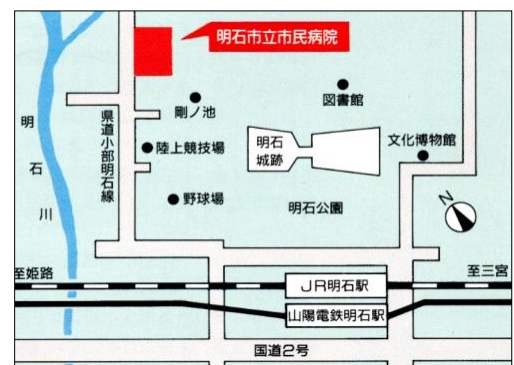 明石市立市民病院
剛ノ池
図書館
明石川
県道小部明石線
陸上競技場
明石
城跡
文化博物館
野球場
明石公園
N
至姫路
至三宮
JR明石駅
山陽電鉄明石駅
国道2号